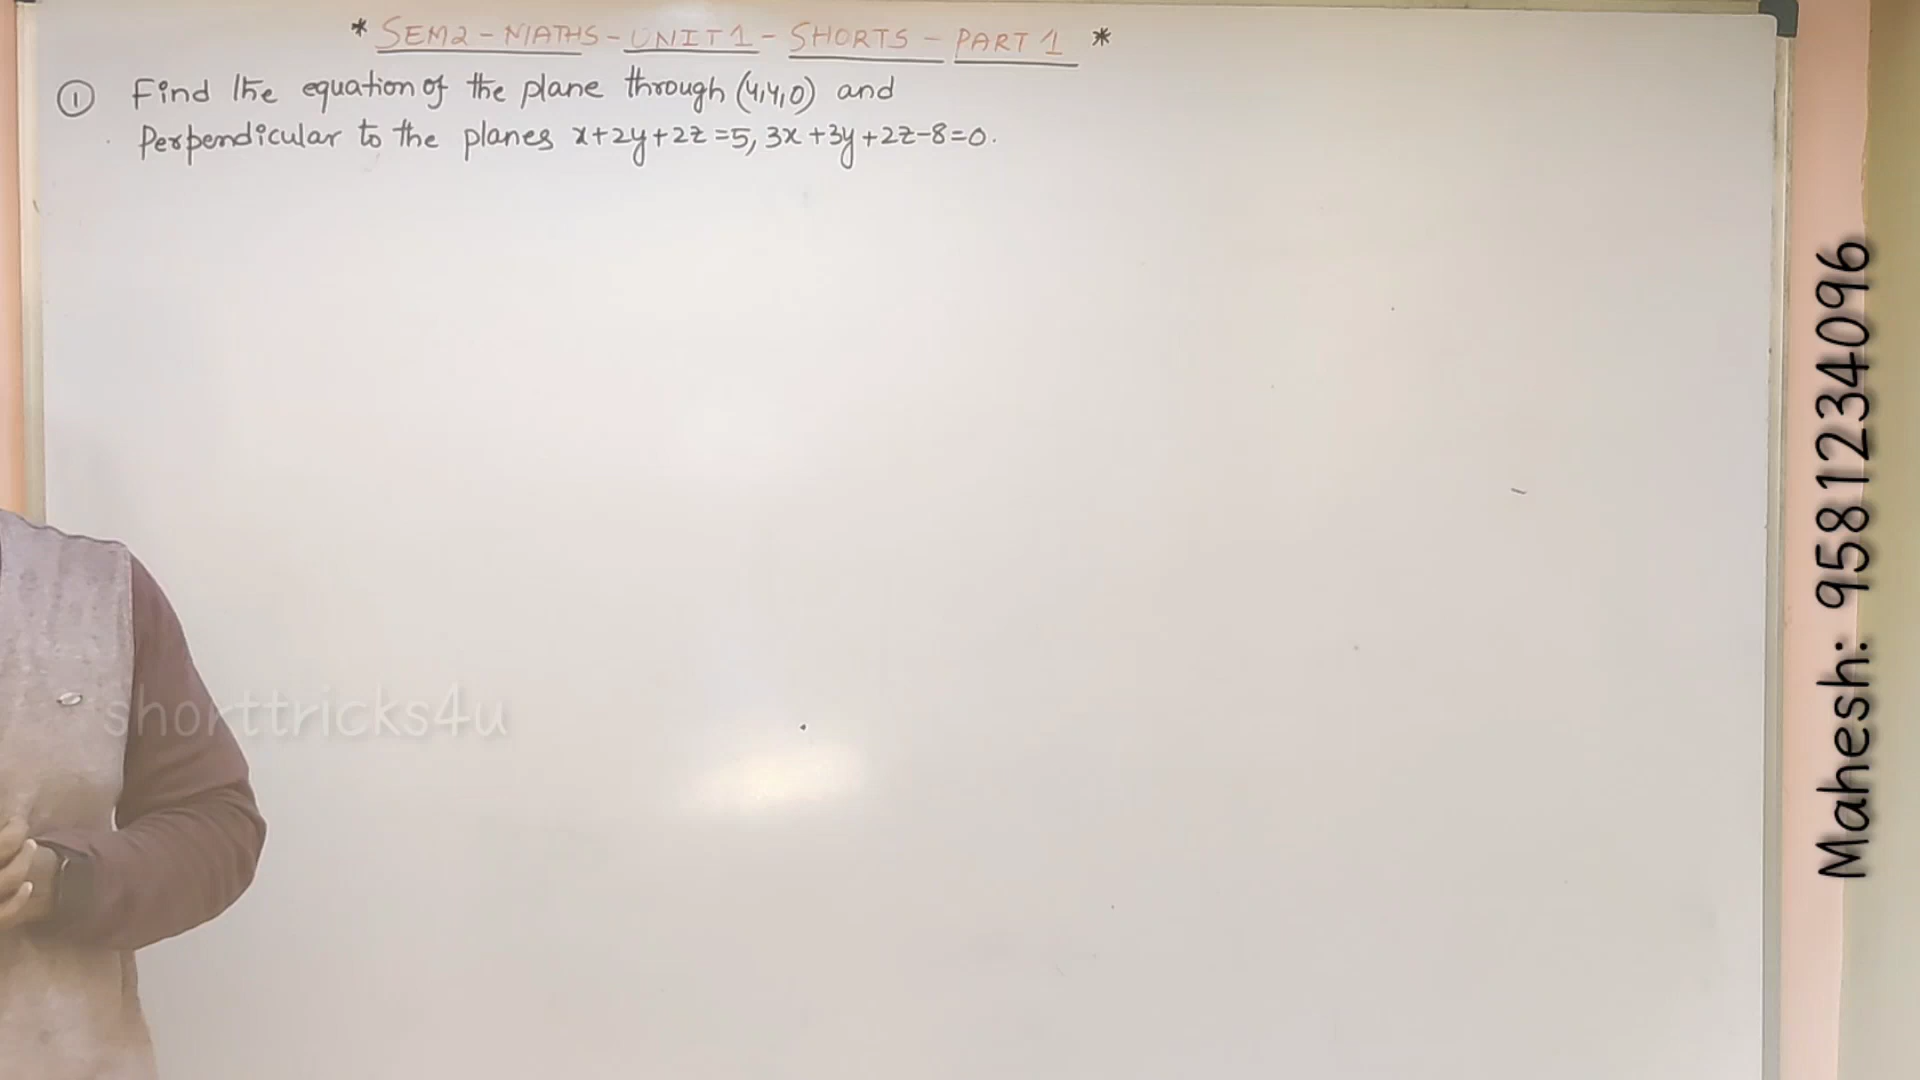 * SEM2 - MATHS - UNIT 1 - SHORTS - PART 1 *
① Find the equation of the plane through (4,4,0) and
Perpendicular to the planes x+2y+2z=5, 3x+3y+2z-8=0.
shorttricks4u
Mahesh: 9581234096